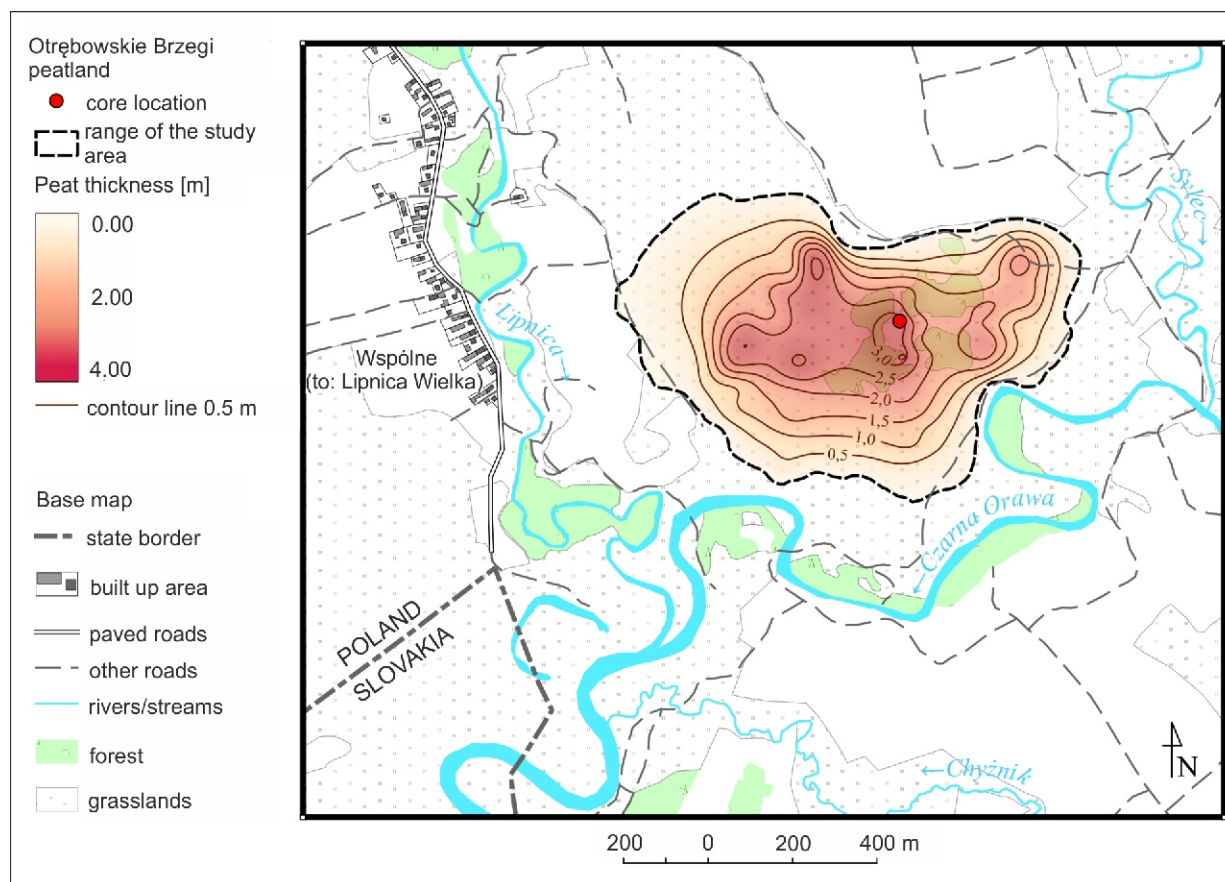 Otrębowskie Brzegi
peatland
core location
range of the study
area
Peat thickness [m]
0.00
2.00
4.00
contour line 0.5 m
Base map
state border
built up area
paved roads
other roads
rivers/streams
forest
grasslands
Lipnica →
Wspólne
(to: Lipnica Wielka)
Sylec →
3,0
2,5
2,0
1,5
1,0
0,5
← Czarna Orawa
POLAND
SLOVAKIA
← Chyżnik
N
200 0 200 400 m